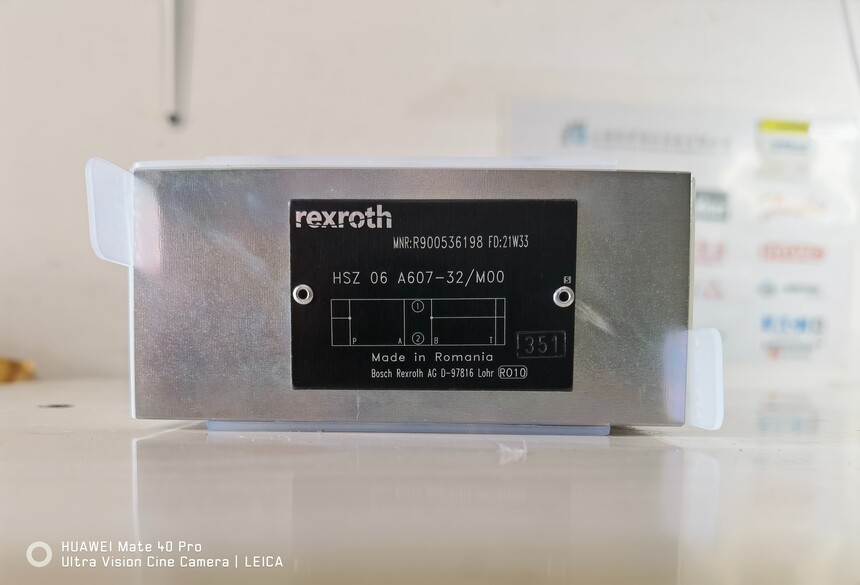 rexroth
MNR:R900536198 FD:21W33
HSZ 06 A607-32/M00
S
1
P A 2 B T
351
Made in Romania
Bosch Rexroth AG D-97816 Lohr RO10
HUAWEI Mate 40 Pro
Ultra Vision Cine Camera | LEICA